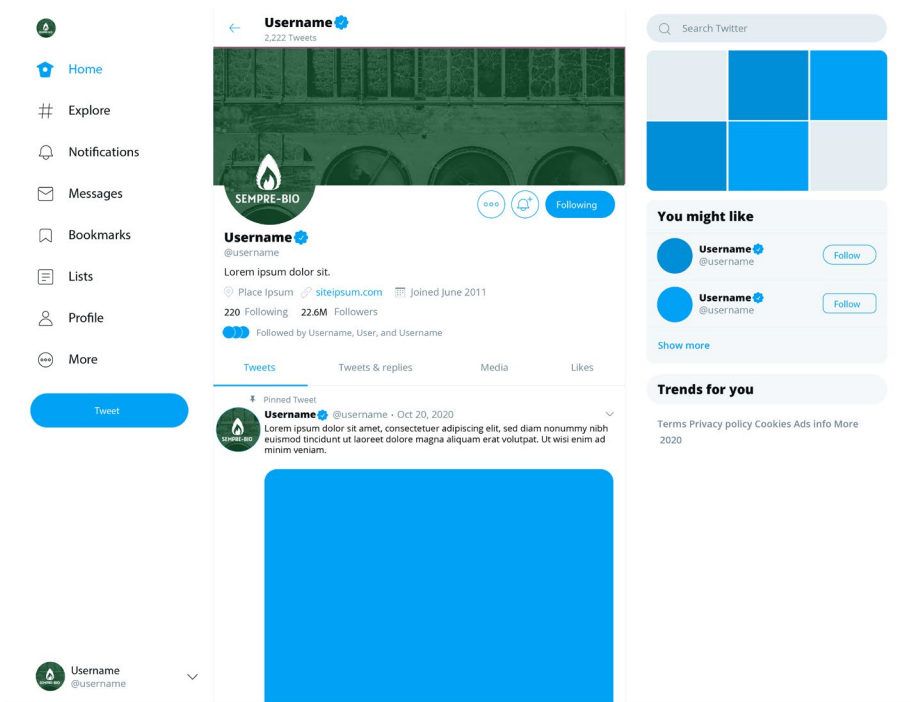 Home
Explore
Notifications
Messages
Bookmarks
Lists
Profile
More
Tweet
Username
@username
Username
2,222 Tweets
SEMPRE-BIO
Following
Username
@username
Lorem ipsum dolor sit.
Place Ipsum siteipsum.com Joined June 2011
220 Following 22.6M Followers
Followed by Username, User, and Username
Tweets Tweets & replies Media Likes
Pinned Tweet
Username @username • Oct 20, 2020
SEMPRE-BIO
Lorem ipsum dolor sit amet, consectetuer adipiscing elit, sed diam nonummy nibh
euismod tincidunt ut laoreet dolore magna aliquam erat volutpat. Ut wisi enim ad
minim veniam.
Search Twitter
You might like
Username
@username
Follow
Username
@username
Follow
Show more
Trends for you
Terms Privacy policy Cookies Ads info More
2020